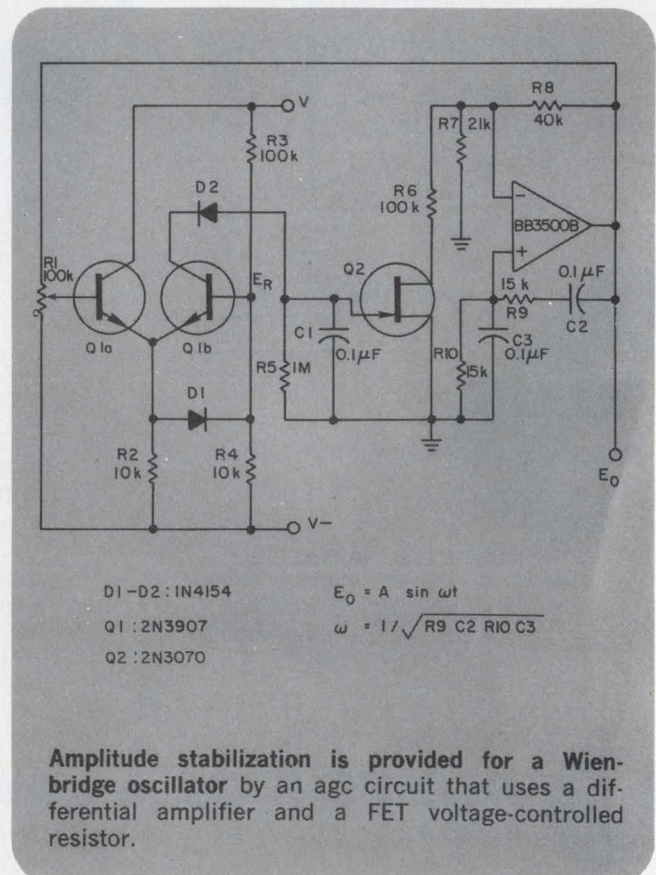 V
R3
100k
R8
40k
R7
21k
D2
R6
100k
BB3500B
-
+
R1
100k
Q1a
Q1b
E_R
Q2
C1
0.1μF
R5
1M
15 k
R9
0.1μF
C2
R10
15k
C3
0.1μF
D1
R2
10k
R4
10k
V-
E_O
D1-D2:1N4154
E_O = A sin ωt
Q1:2N3907
ω = 1/√R9 C2 R10 C3
Q2:2N3070
Amplitude stabilization is provided for a Wien-
bridge oscillator by an agc circuit that uses a dif-
ferential amplifier and a FET voltage-controlled
resistor.